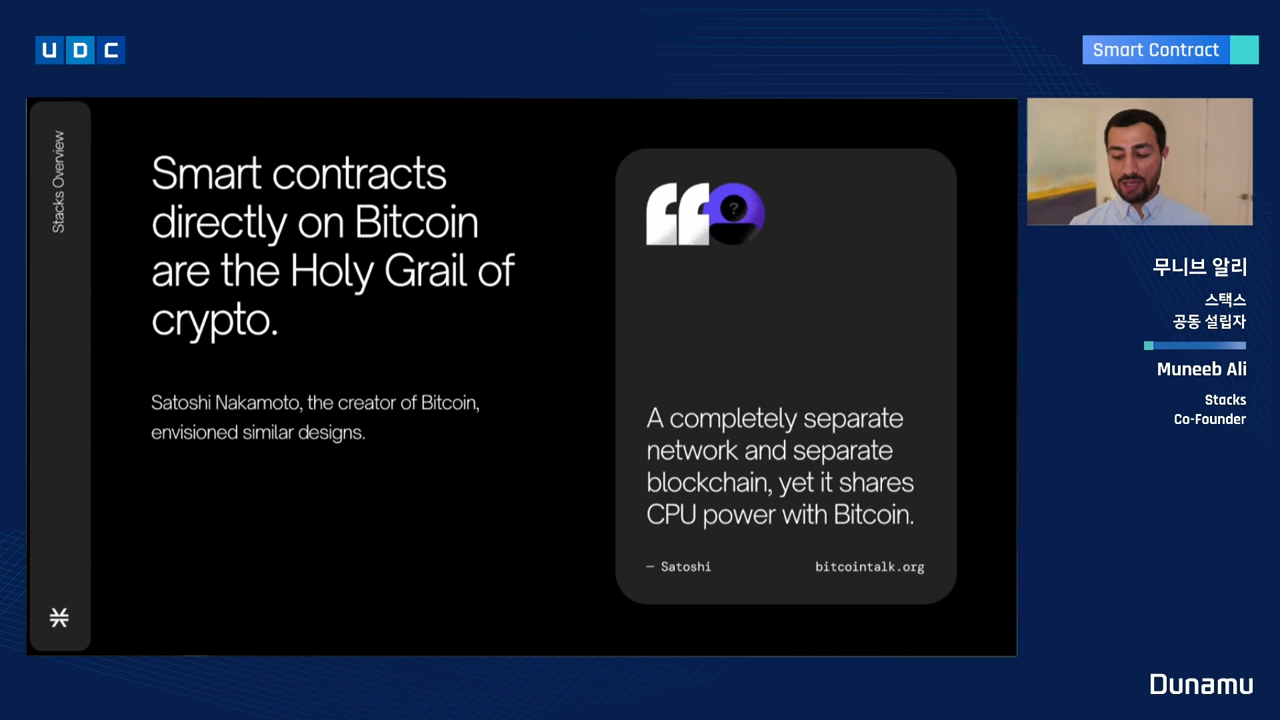 UDC
Smart Contract
Stacks Overview
Smart contracts
directly on Bitcoin
are the Holy Grail of
crypto.
Satoshi Nakamoto, the creator of Bitcoin,
envisioned similar designs.
?
A completely separate
network and separate
blockchain, yet it shares
CPU power with Bitcoin.
— Satoshi
bitcointalk.org
무니브 알리
스택스
공동 설립자
Muneeb Ali
Stacks
Co-Founder
Dunamu